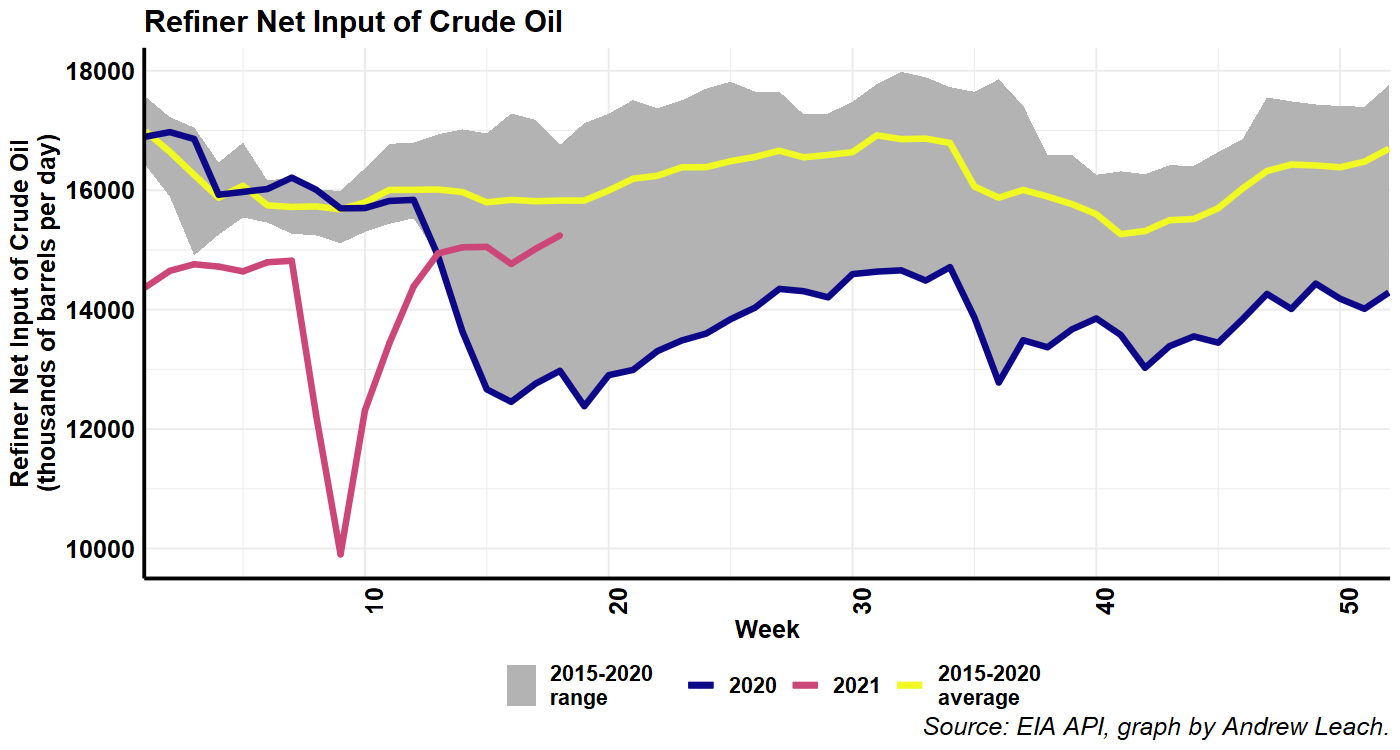 Refiner Net Input of Crude Oil
Refiner Net Input of Crude Oil
(thousands of barrels per day)
18000
16000
14000
12000
10000
10
20
30
40
50
Week
2015-2020
range
2020
2021
2015-2020
average
Source: EIA API, graph by Andrew Leach.